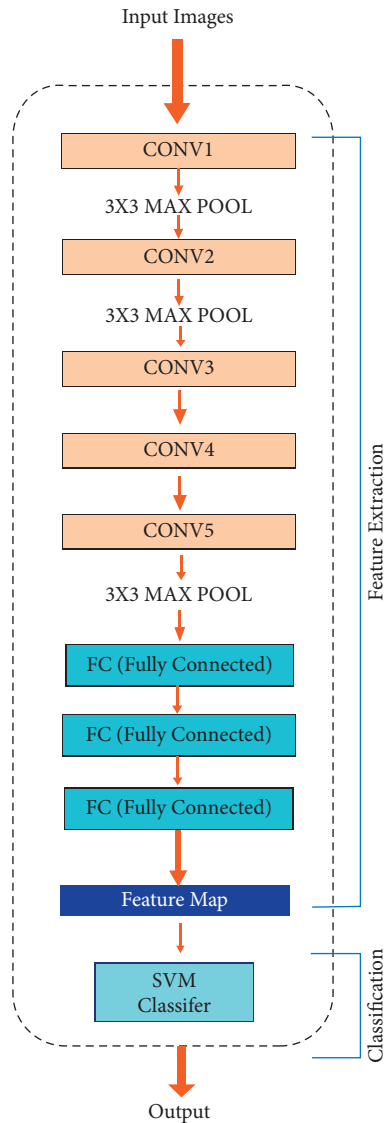 Input Images
CONV1
3X3 MAX POOL
CONV2
3X3 MAX POOL
CONV3
CONV4
CONV5
3X3 MAX POOL
FC (Fully Connected)
FC (Fully Connected)
FC (Fully Connected)
Feature Map
Feature Extraction
SVM
Classifer
Classification
Output